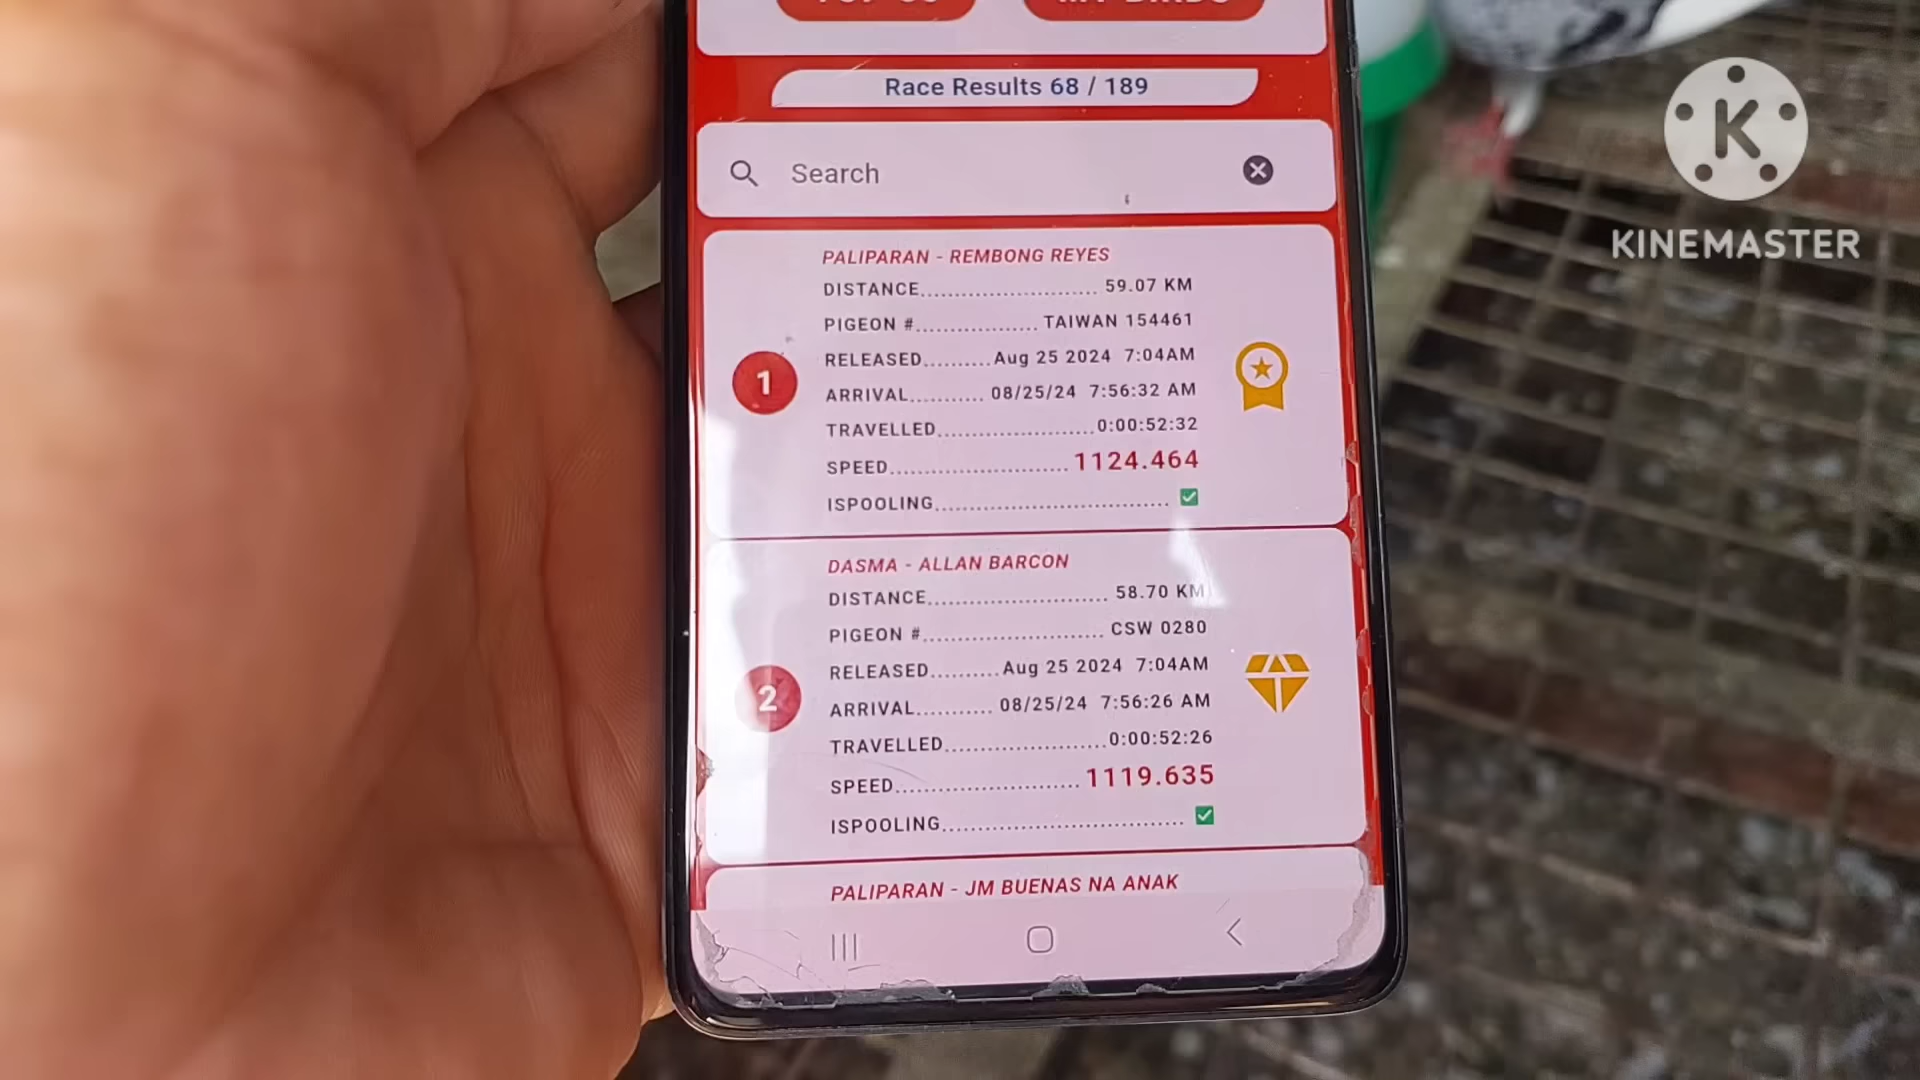 Race Results 68 / 189
Search
PALIPARAN - REMBONG REYES
DISTANCE.......................... 59.07 KM
PIGEON #.................. TAIWAN 154461
RELEASED.......... Aug 25 2024 7:04AM
1
ARRIVAL........... 08/25/24 7:56:32 AM
TRAVELLED.......................0:00:52:32
SPEED........................... 1124.464
ISPOOLING...................................
DASMA - ALLAN BARCON
DISTANCE........................... 58.70 KM
PIGEON #........................... CSW 0280
RELEASED.......... Aug 25 2024 7:04AM
2
ARRIVAL........... 08/25/24 7:56:26 AM
TRAVELLED........................0:00:52:26
SPEED........................... 1119.635
ISPOOLING....................................
PALIPARAN - JM BUENAS NA ANAK
K
KINEMASTER